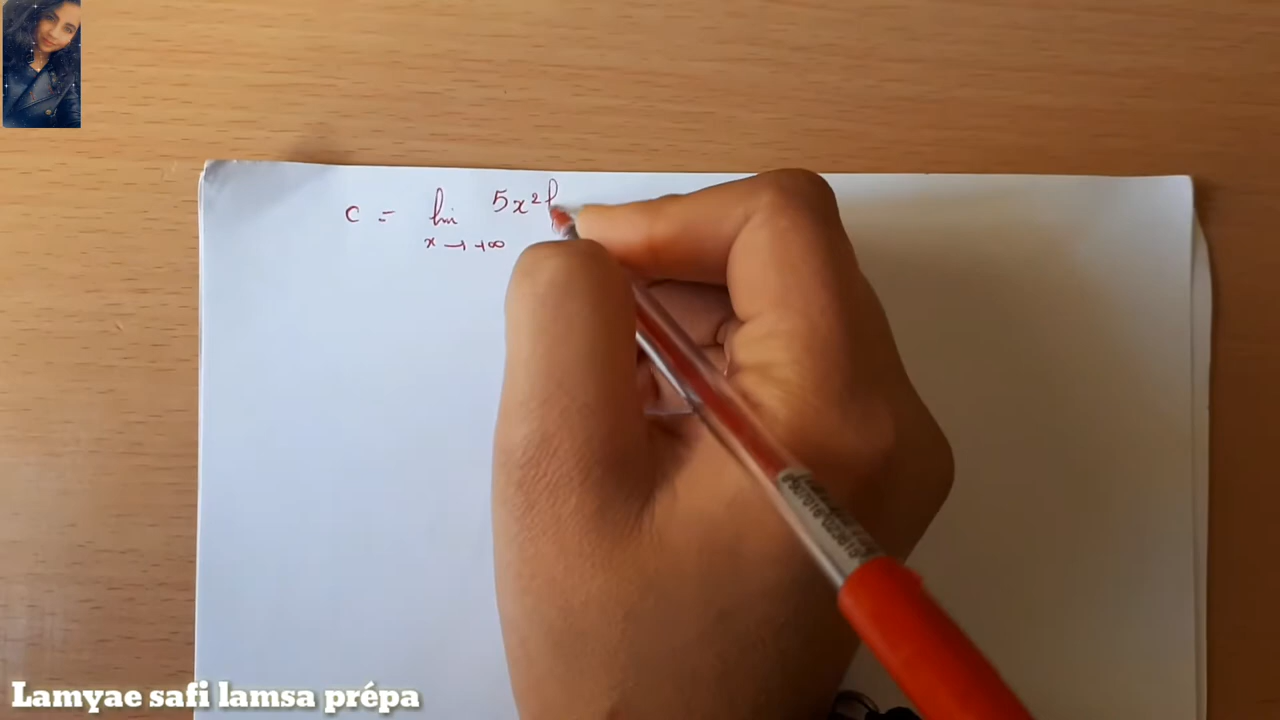 c = lim 5x²
x → +∞
Lamyae safi lamsa prépa